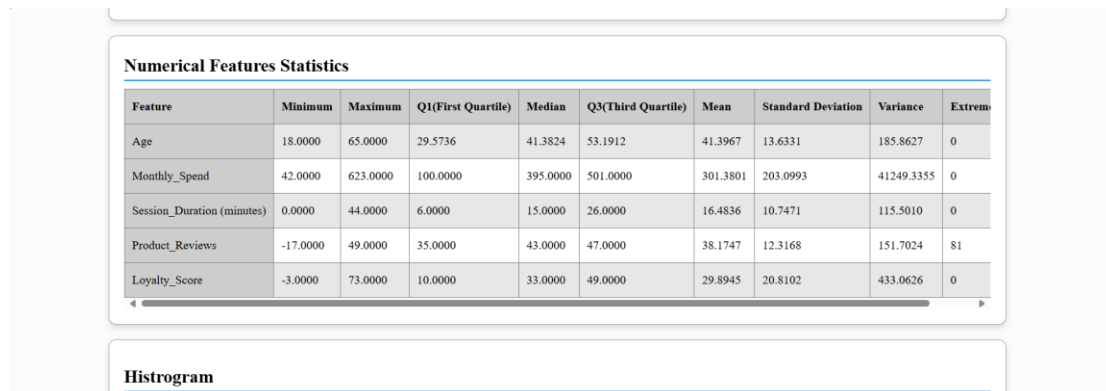 Numerical Features Statistics
Feature Minimum Maximum Q1(First Quartile) Median Q3(Third Quartile) Mean Standard Deviation Variance Extrem
Age 18.0000 65.0000 29.5736 41.3824 53.1912 41.3967 13.6331 185.8627 0
Monthly_Spend 42.0000 623.0000 100.0000 395.0000 501.0000 301.3801 203.0993 41249.3355 0
Session_Duration (minutes) 0.0000 44.0000 6.0000 15.0000 26.0000 16.4836 10.7471 115.5010 0
Product_Reviews -17.0000 49.0000 35.0000 43.0000 47.0000 38.1747 12.3168 151.7024 81
Loyalty_Score -3.0000 73.0000 10.0000 33.0000 49.0000 29.8945 20.8102 433.0626 0
Histrogram